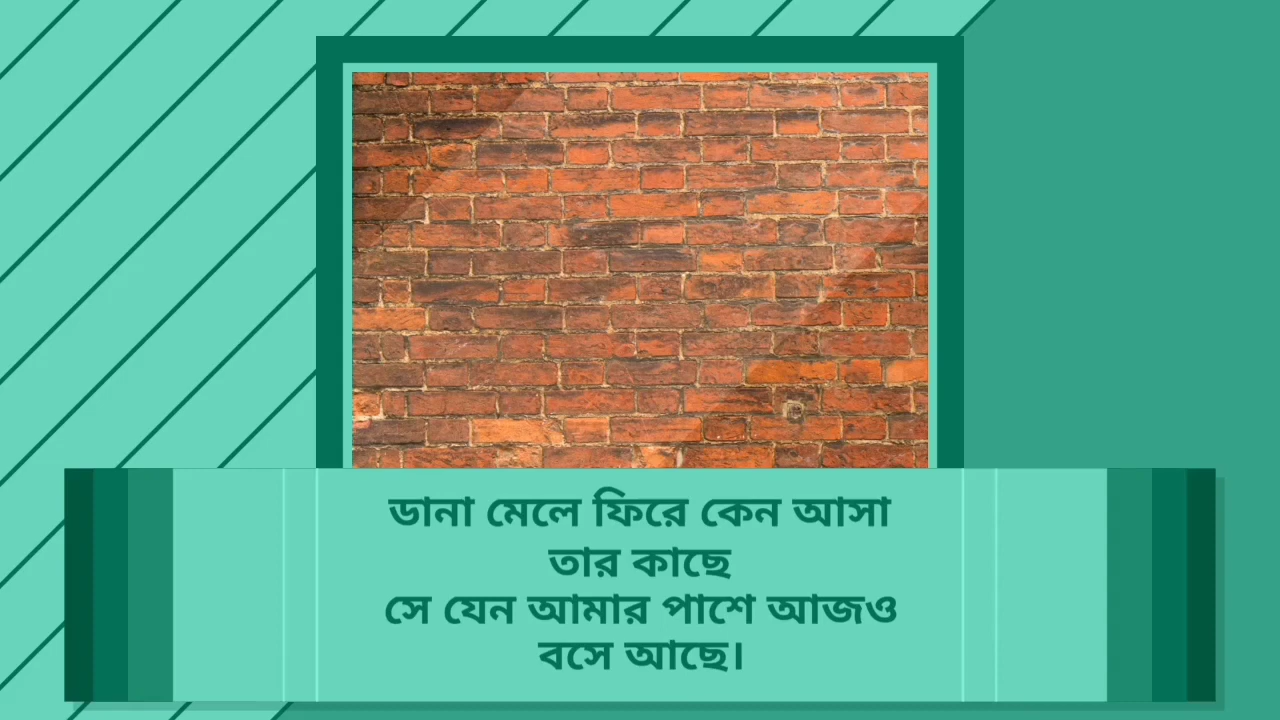 ডানা মেলে ফিরে কেন আসা
তার কাছে
সে যেন আমার পাশে আজও
বসে আছে।